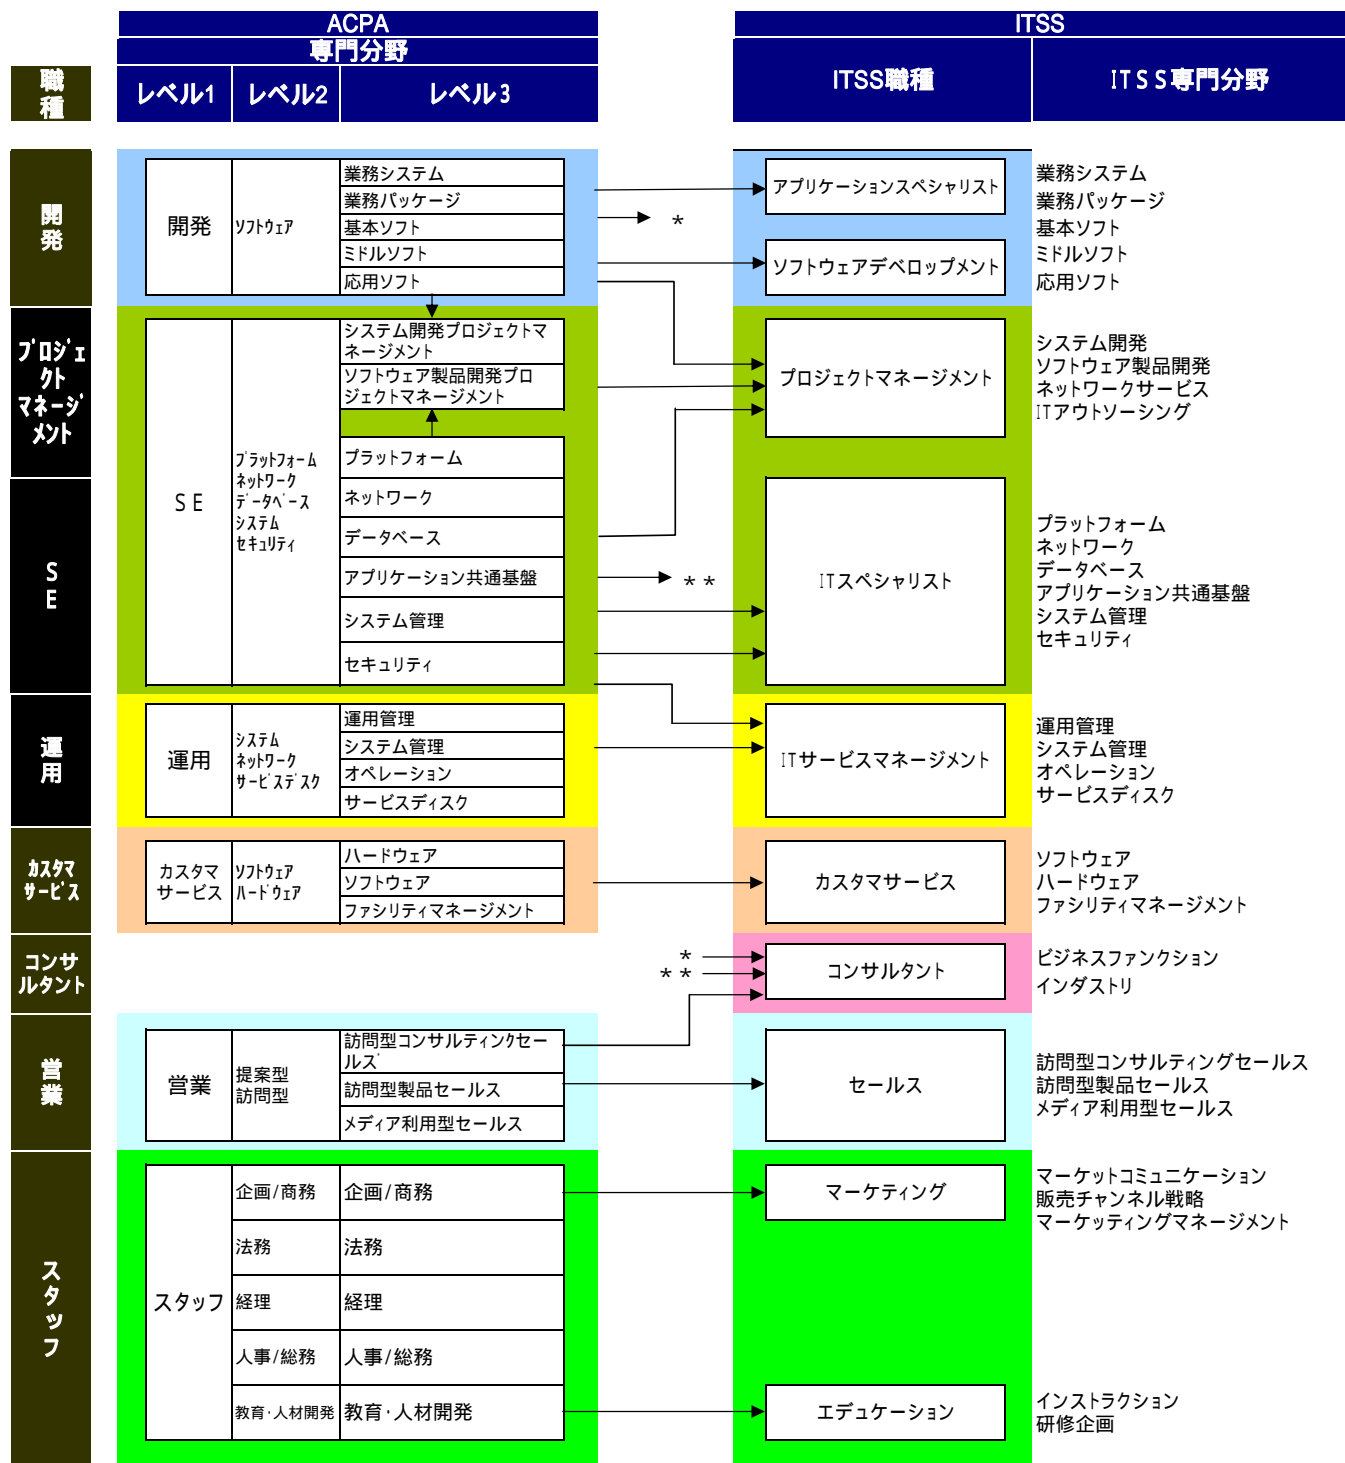 ACPA
ITSS
専門分野
職種
レベル1
レベル2
レベル3
ITSS職種
ITSS専門分野
開発
開発
ソフトウェア
業務システム
業務パッケージ
基本ソフト
ミドルソフト
応用ソフト
*
アプリケーションスペシャリスト
ソフトウェアデベロップメント
業務システム
業務パッケージ
基本ソフト
ミドルソフト
応用ソフト
プロジェ
クト
マネージ
メント
システム開発プロジェクトマ
ネージメント
ソフトウェア製品開発プロ
ジェクトマネージメント
プロジェクトマネージメント
システム開発
ソフトウェア製品開発
ネットワークサービス
ITアウトソーシング
SE
SE
プラットフォーム
ネットワーク
データベース
システム
セキュリティ
プラットフォーム
ネットワーク
データベース
アプリケーション共通基盤
システム管理
セキュリティ
**
ITスペシャリスト
プラットフォーム
ネットワーク
データベース
アプリケーション共通基盤
システム管理
セキュリティ
運用
運用
システム
ネットワーク
サービスデスク
運用管理
システム管理
オペレーション
サービスディスク
ITサービスマネージメント
運用管理
システム管理
オペレーション
サービスディスク
カスタマ
サービス
カスタマ
サービス
ソフトウェア
ハードウェア
ハードウェア
ソフトウェア
ファシリティマネージメント
カスタマサービス
ソフトウェア
ハードウェア
ファシリティマネージメント
コンサ
ルタント
*
**
コンサルタント
ビジネスファンクション
インダストリ
営業
営業
提案型
訪問型
訪問型コンサルティングセー
ルズ
訪問型製品セールス
メディア利用型セールス
セールス
訪問型コンサルティングセールス
訪問型製品セールス
メディア利用型セールス
スタッフ
スタッフ
企画/商務
企画/商務
法務
法務
経理
経理
人事/総務
人事/総務
教育・人材開発
教育・人材開発
マーケティング
マーケットコミュニケーション
販売チャンネル戦略
マーケッティングマネージメント
エデュケーション
インストラクション
研修企画